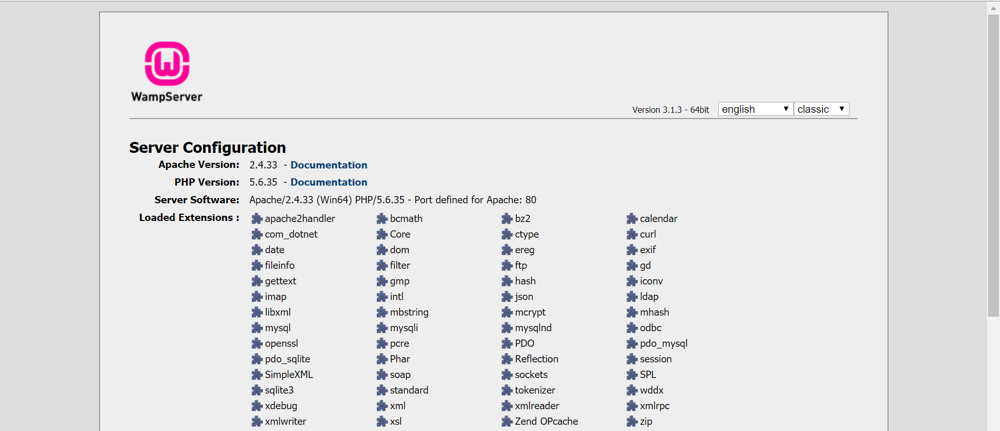 WampServer
Version 3.1.3 - 64bit english classic
Server Configuration
Apache Version: 2.4.33 - Documentation
PHP Version: 5.6.35 - Documentation
Server Software: Apache/2.4.33 (Win64) PHP/5.6.35 - Port defined for Apache: 80
Loaded Extensions : apache2handler bcmath bz2 calendar
com_dotnet Core ctype curl
date dom ereg exif
fileinfo filter ftp gd
gettext gmp hash iconv
imap intl json ldap
libxml mbstring mcrypt mhash
mysql mysqli mysqlnd odbc
openssl pcre PDO pdo_mysql
pdo_sqlite Phar Reflection session
SimpleXML soap sockets SPL
sqlite3 standard tokenizer wddx
xdebug xml xmlreader xmlrpc
xmlwriter xsl Zend OPcache zip